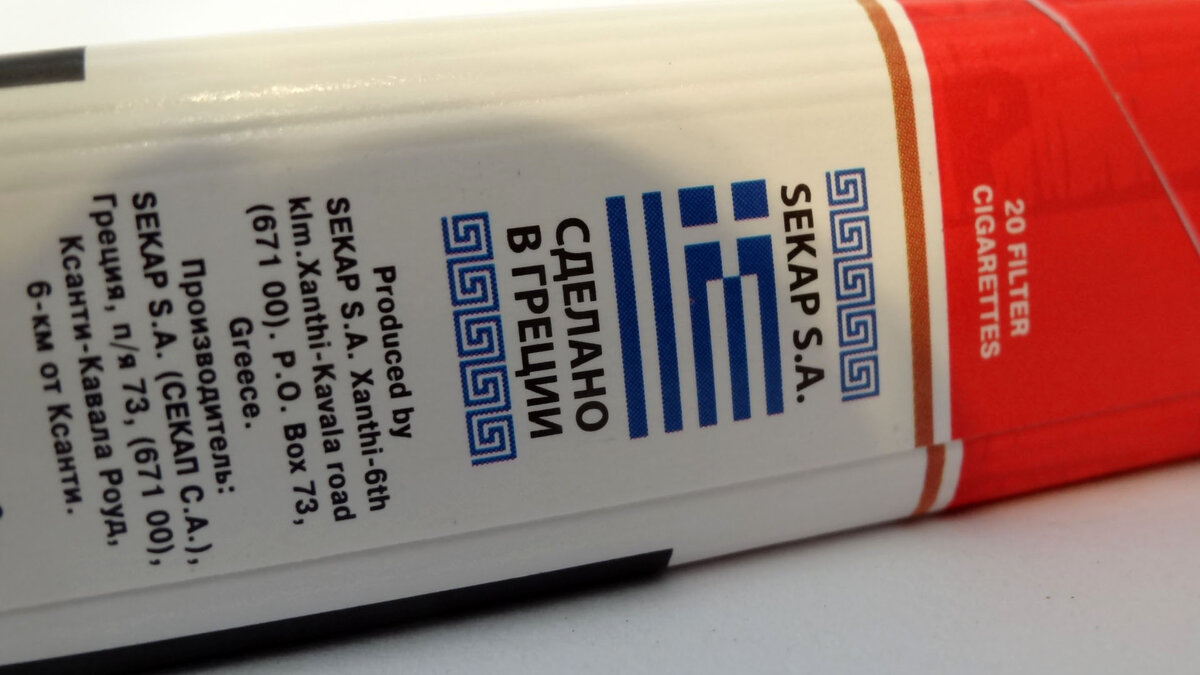 20 FILTER
CIGARETTES
SEKAP S.A.
СДЕЛАНО
В ГРЕЦИИ
Produced by
SEKAP S.A. Xanthi-6th
klm.Xanthi-Kavala road
(671 00). P.O. Box 73,
Greece.
Производитель:
SEKAP S.A. (СЕКАП С.А.),
Греция, п/я 73, (671 00),
Ксанти-Кавала Роуд,
6-км от Ксанти.